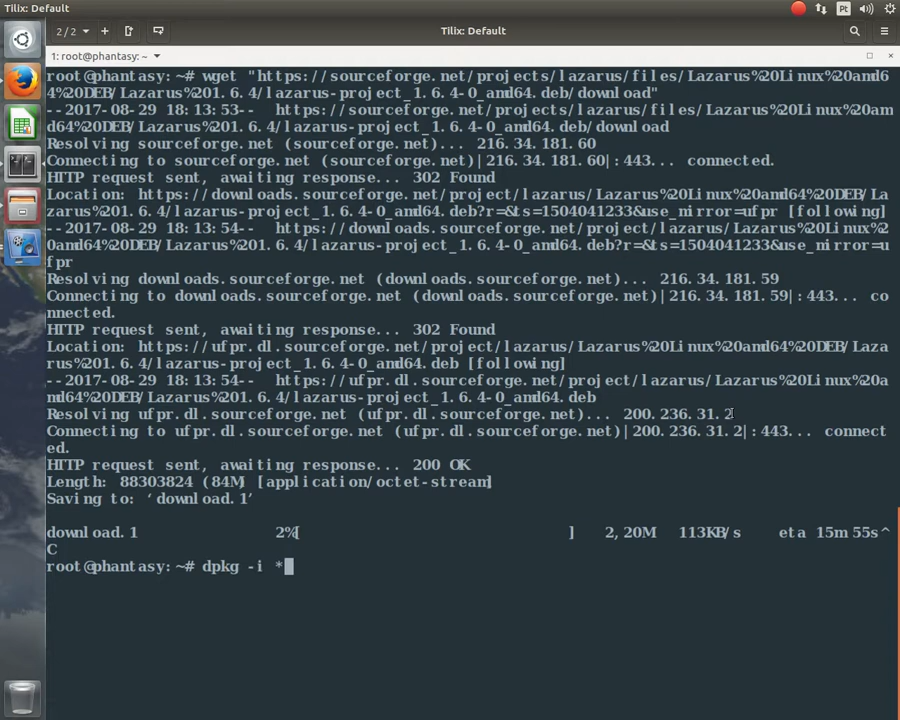 Tilix: Default
Pt
2 / 2
Tilix: Default
1: root@phantasy: ~
root@phantasy:~# wget "https://sourceforge.net/projects/lazarus/files/Lazarus%20Linux%20amd6
4%20DEB/Lazarus%201.6.4/lazarus-project_1.6.4-0_amd64.deb/download"
--2017-08-29 18:13:53--  https://sourceforge.net/projects/lazarus/files/Lazarus%20Linux%20am
d64%20DEB/Lazarus%201.6.4/lazarus-project_1.6.4-0_amd64.deb/download
Resolving sourceforge.net (sourceforge.net)... 216.34.181.60
Connecting to sourceforge.net (sourceforge.net)|216.34.181.60|:443... connected.
HTTP request sent, awaiting response... 302 Found
Location: https://downloads.sourceforge.net/project/lazarus/Lazarus%20Linux%20amd64%20DEB/La
zarus%201.6.4/lazarus-project_1.6.4-0_amd64.deb?r=&ts=1504041233&use_mirror=ufpr [following]
--2017-08-29 18:13:54--  https://downloads.sourceforge.net/project/lazarus/Lazarus%20Linux%2
0amd64%20DEB/Lazarus%201.6.4/lazarus-project_1.6.4-0_amd64.deb?r=&ts=1504041233&use_mirror=u
fpr
Resolving downloads.sourceforge.net (downloads.sourceforge.net)... 216.34.181.59
Connecting to downloads.sourceforge.net (downloads.sourceforge.net)|216.34.181.59|:443... co
nnected.
HTTP request sent, awaiting response... 302 Found
Location: https://ufpr.dl.sourceforge.net/project/lazarus/Lazarus%20Linux%20amd64%20DEB/Laza
rus%201.6.4/lazarus-project_1.6.4-0_amd64.deb [following]
--2017-08-29 18:13:54--  https://ufpr.dl.sourceforge.net/project/lazarus/Lazarus%20Linux%20a
md64%20DEB/Lazarus%201.6.4/lazarus-project_1.6.4-0_amd64.deb
Resolving ufpr.dl.sourceforge.net (ufpr.dl.sourceforge.net)... 200.236.31.2
Connecting to ufpr.dl.sourceforge.net (ufpr.dl.sourceforge.net)|200.236.31.2|:443... connect
ed.
HTTP request sent, awaiting response... 200 OK
Length: 88303824 (84M) [application/octet-stream]
Saving to: ‘download.1’
download.1 2%[ ] 2,20M 113KB/s eta 15m 55s^
C
root@phantasy:~# dpkg -i *